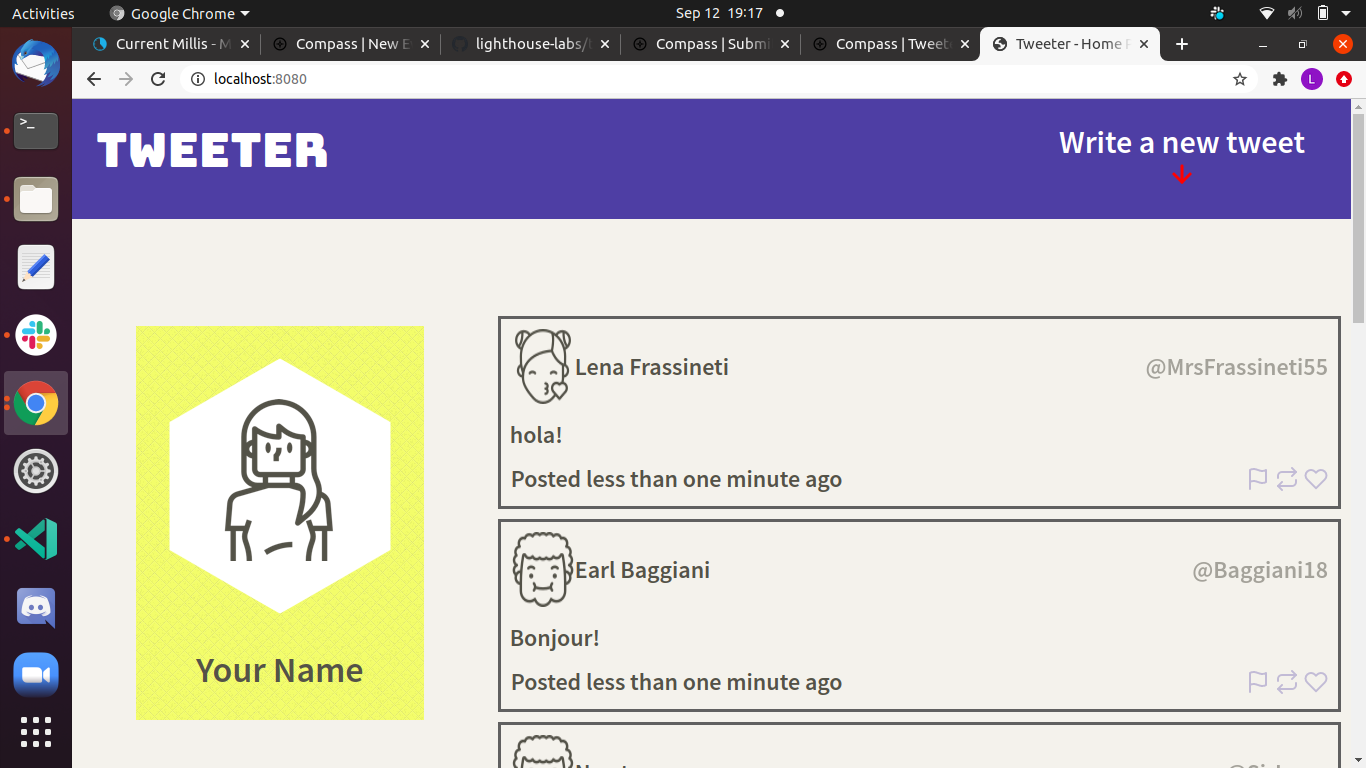 Activities Google Chrome Sep 12 19:17
Current Millis - M Compass | New E lighthouse-labs/t Compass | Submi Compass | Tweet Tweeter - Home P
localhost:8080 L
TWEETER
Write a new tweet
Lena Frassineti @MrsFrassineti55
hola!
Posted less than one minute ago
Earl Baggiani @Baggiani18
Bonjour!
Posted less than one minute ago
Your Name